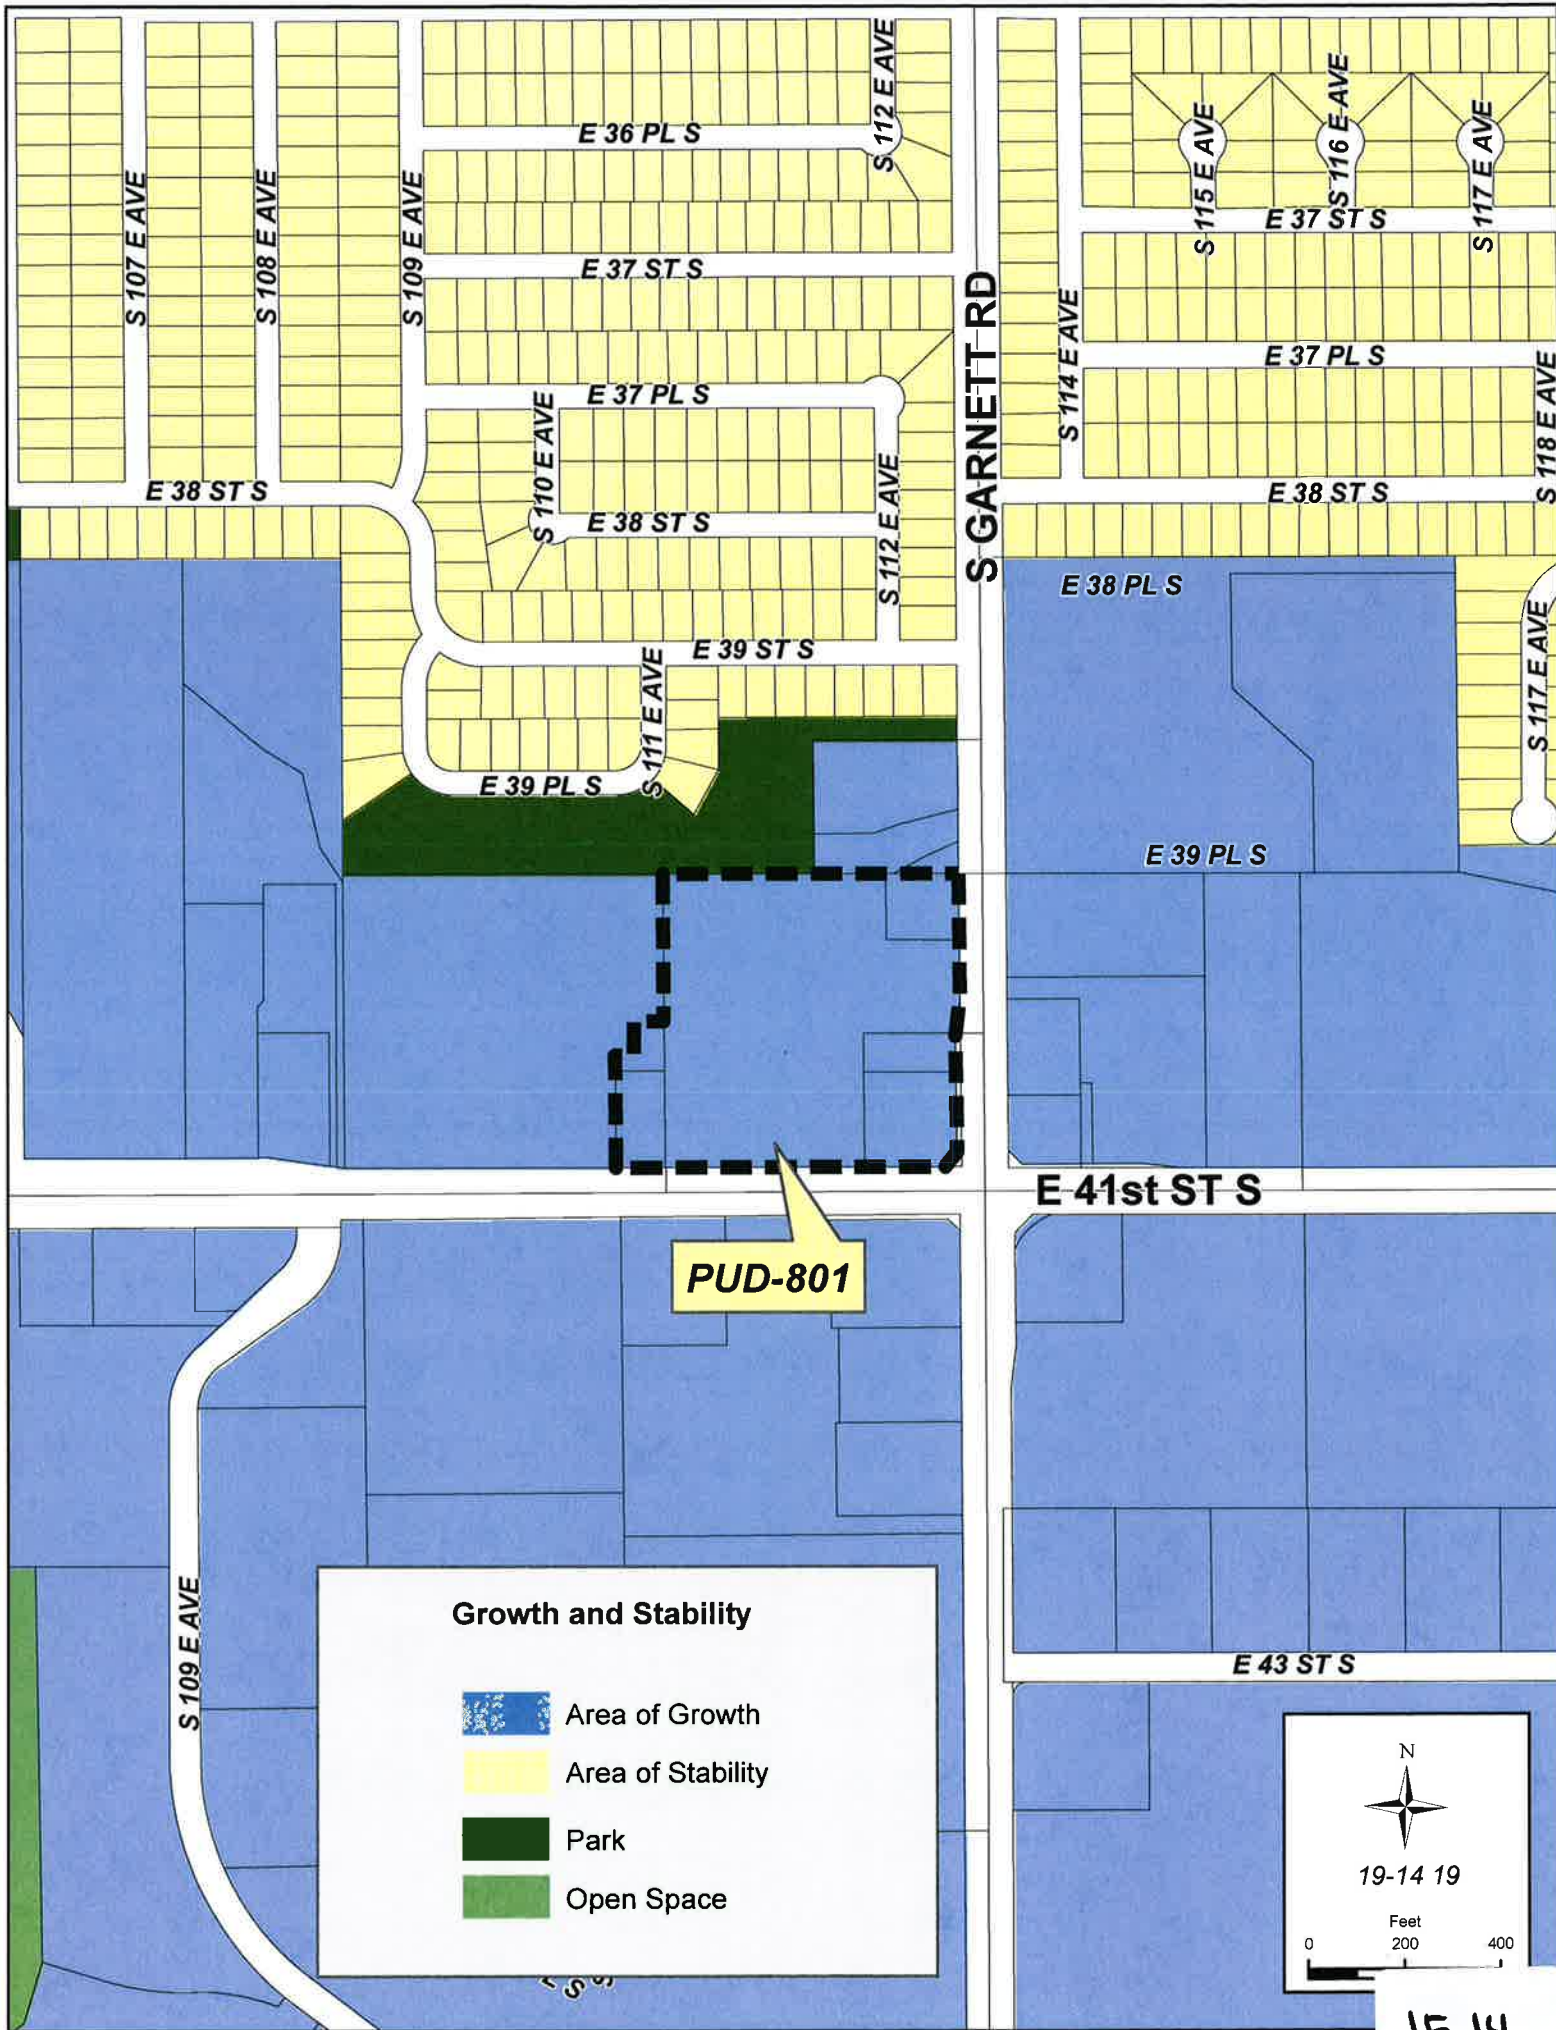 S 112 E AVE
E 36 PL S
S 107 E AVE
S 108 E AVE
S 109 E AVE
E 37 ST S
S 115 E AVE
S 116 E AVE
S 117 E AVE
E 37 ST S
S GARNETT RD
S 114 E AVE
E 37 PL S
S 118 E AVE
E 37 PL S
S 110 E AVE
E 38 ST S
E 38 ST S
S 112 E AVE
E 38 ST S
E 38 PL S
E 39 ST S
S 111 E AVE
S 117 E AVE
E 39 PL S
E 39 PL S
E 41st ST S
PUD-801
S 109 E AVE
E 43 ST S
Growth and Stability
Area of Growth
Area of Stability
Park
Open Space
N
19-14 19
Feet
0 200 400